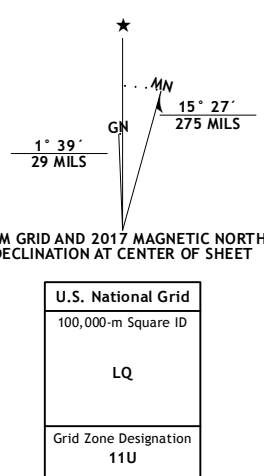 ★
MN
15° 27´
275 MILS
GN
1° 39´
29 MILS
M GRID AND 2017 MAGNETIC NORTH
DECLINATION AT CENTER OF SHEET
U.S. National Grid
100,000-m Square ID
LQ
Grid Zone Designation
11U